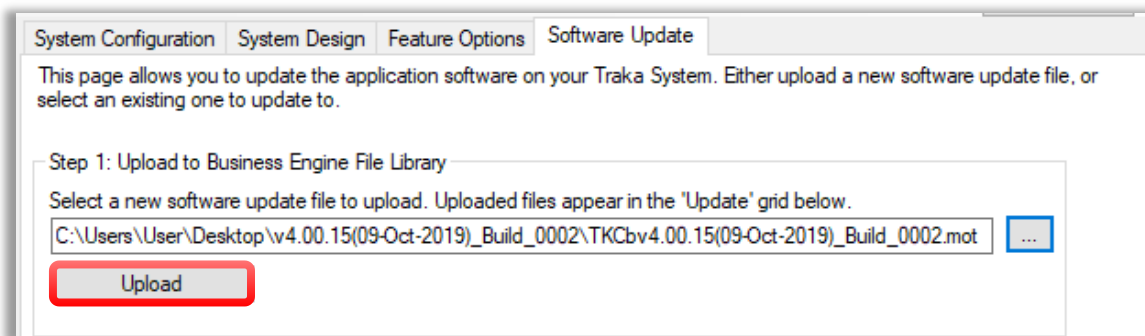 System Configuration System Design Feature Options Software Update
This page allows you to update the application software on your Traka System. Either upload a new software update file, or
select an existing one to update to.
Step 1: Upload to Business Engine File Library
Select a new software update file to upload. Uploaded files appear in the 'Update' grid below.
C:\Users\User\Desktop\v4.00.15(09-Oct-2019)_Build_0002\TKCbv4.00.15(09-Oct-2019)_Build_0002.mot ...
Upload